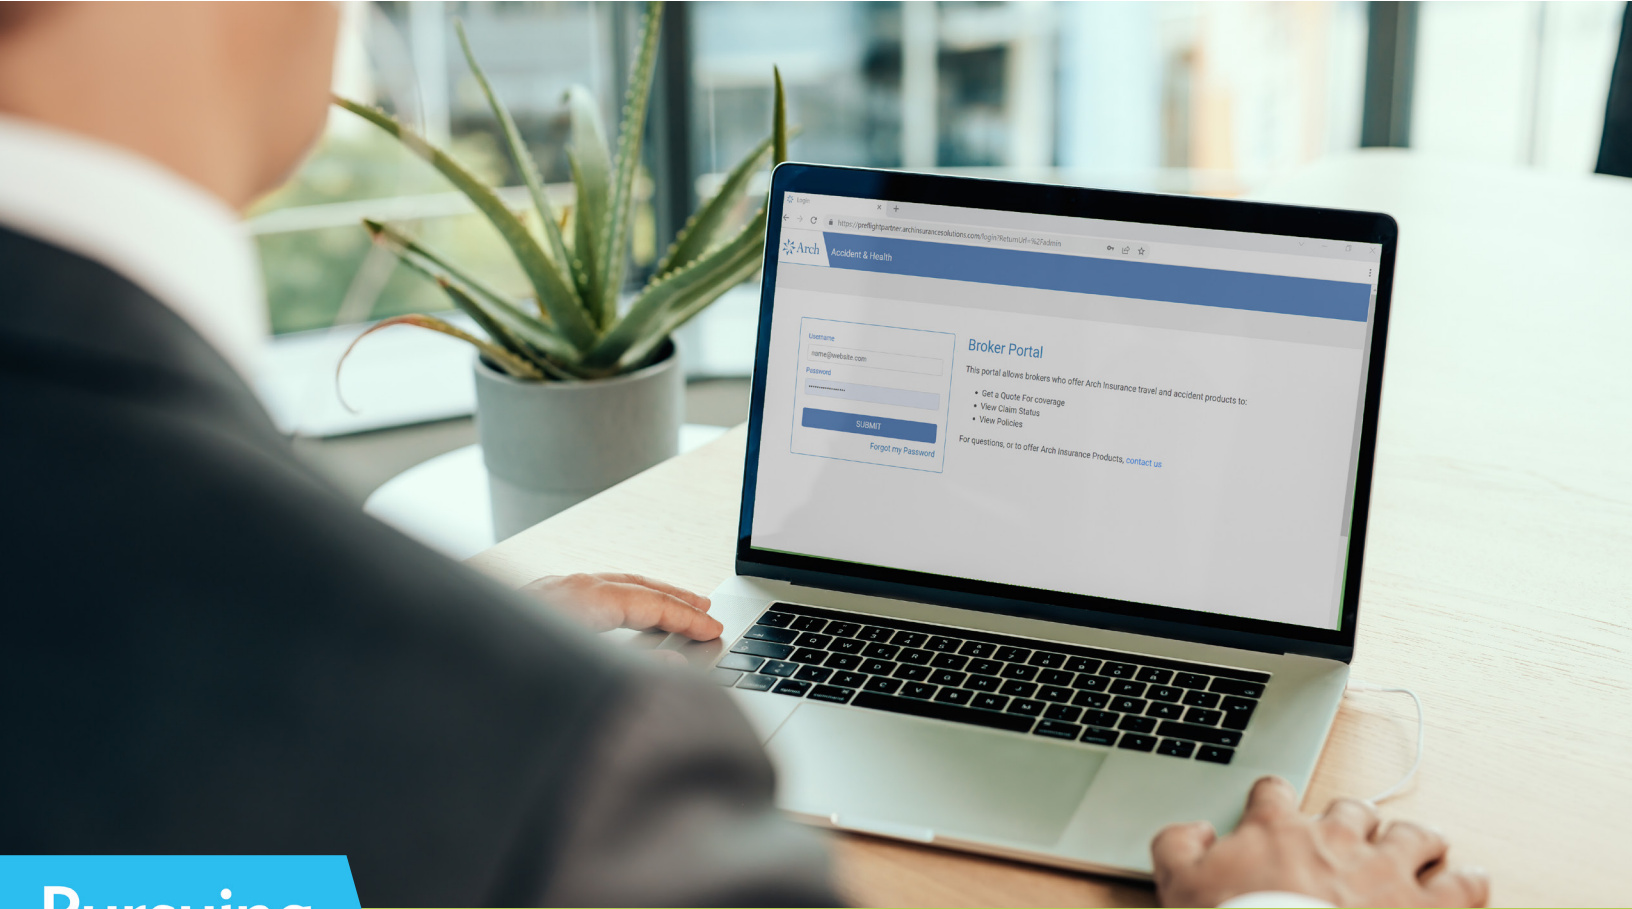 Login
https://preflightpartner.archinsurancesolutions.com/login?ReturnUrl=%2Fadmin
Arch
Accident & Health
Username
name@website.com
Password
SUBMIT
Forgot my Password
Broker Portal
This portal allows brokers who offer Arch Insurance travel and accident products to:
• Get a Quote For coverage
• View Claim Status
• View Policies
For questions, or to offer Arch Insurance Products, contact us
Pursuing